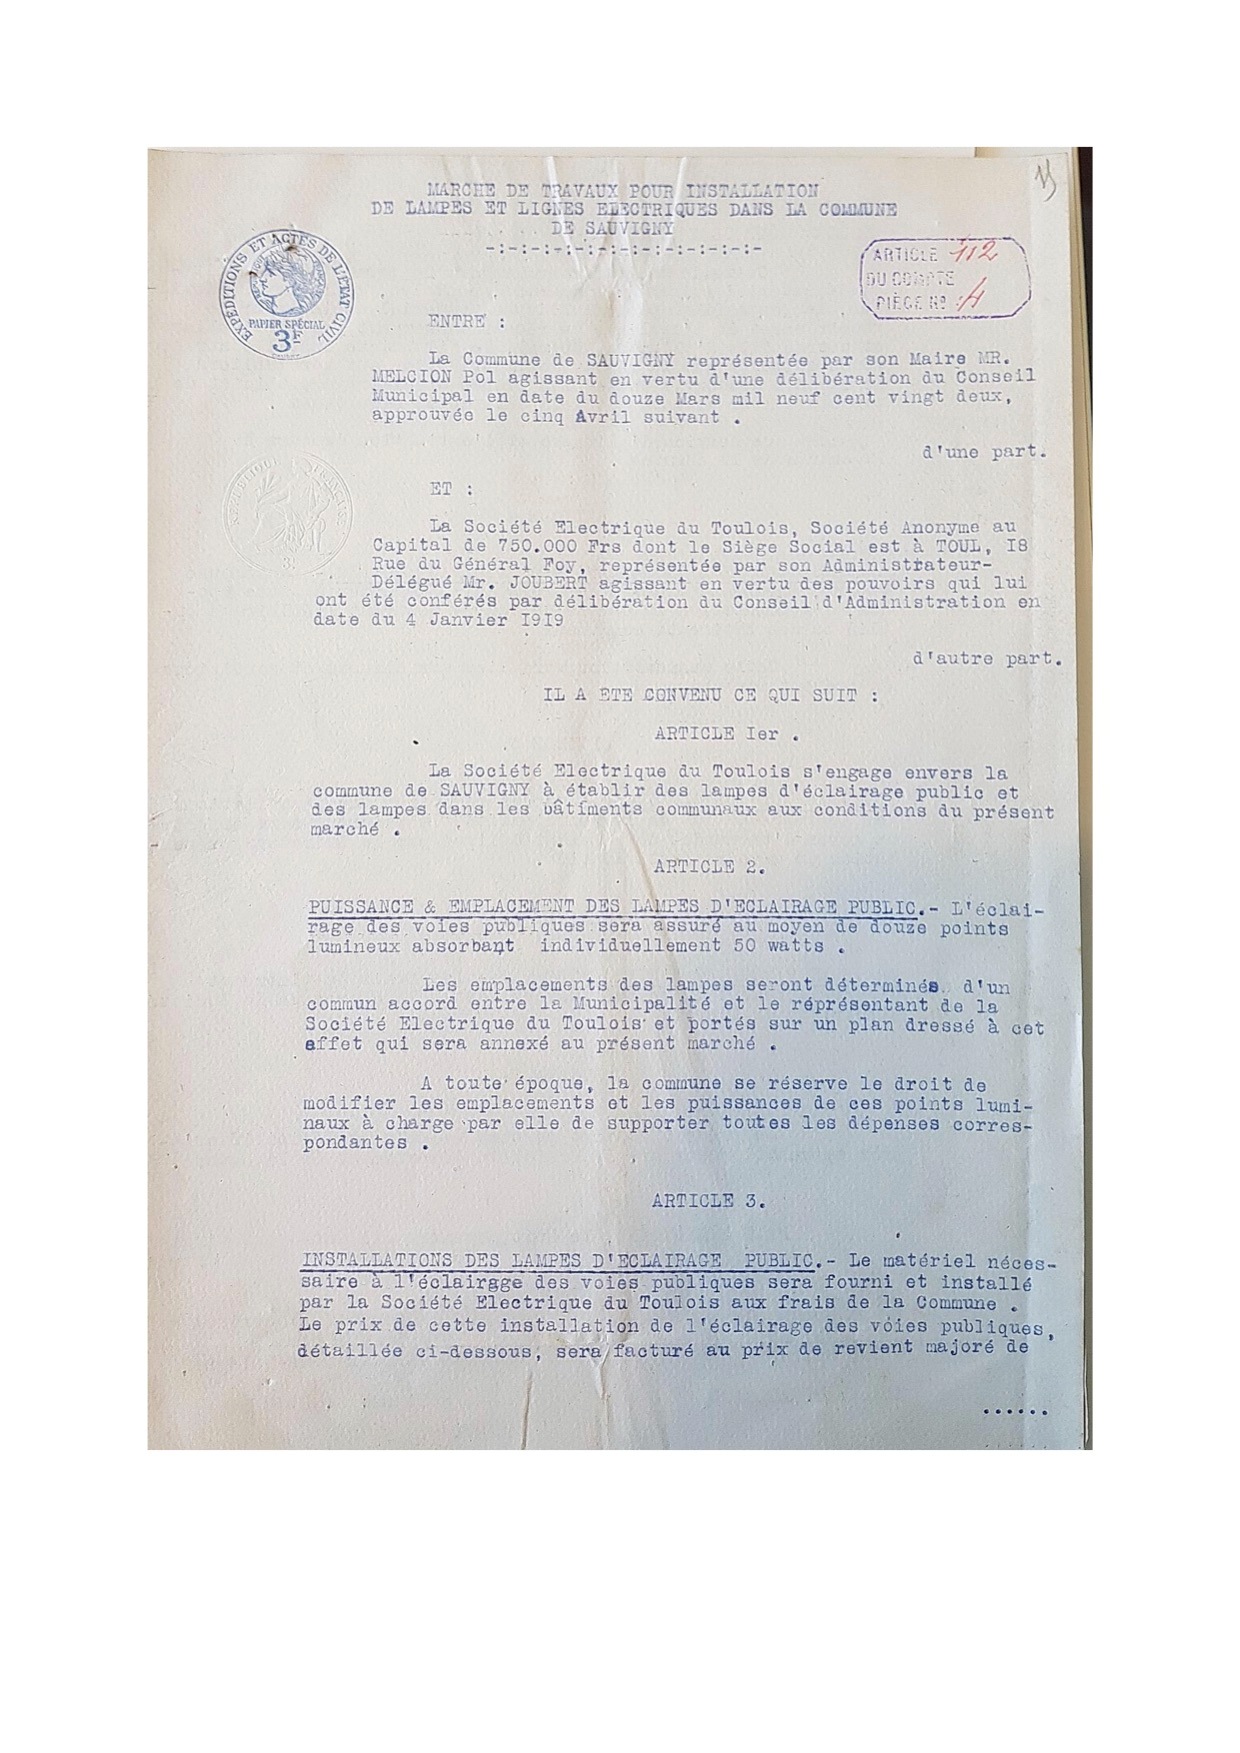 MARCHE DE TRAVAUX POUR INSTALLATION
DE LAMPES ET LIGNES ELECTRIQUES DANS LA COMMUNE
DE SAUVIGNY
-:-:-:-:-:-:-:-:-:-:-:-
EXPÉDITIONS ET ACTES DE L'ÉTAT CIVIL
PAPIER SPÉCIAL
3F
ARTICLE 112
DU COMPTE
PIÈCE No 4
ENTRE :
La Commune de SAUVIGNY représentée par son Maire MR.
MELCION Pol agissant en vertu d'une délibération du Conseil
Municipal en date du douze Mars mil neuf cent vingt deux,
approuvée le cinq Avril suivant .
d'une part.
ET :
RÉPUBLIQUE FRANÇAISE
La Société Electrique du Toulois, Société Anonyme au
Capital de 750.000 Frs dont le Siège Social est à TOUL, I8
Rue du Général Foy, représentée par son Administrateur-
Délégué Mr. JOUBERT agissant en vertu des pouvoirs qui lui
ont été conférés par délibération du Conseil d'Administration en
date du 4 Janvier I9I9
d'autre part.
IL A ETE CONVENU CE QUI SUIT :
ARTICLE Ier .
La Société Electrique du Toulois s'engage envers la
commune de SAUVIGNY à établir des lampes d'éclairage public et
des lampes dans les bâtiments communaux aux conditions du présent
marché .
ARTICLE 2.
PUISSANCE & EMPLACEMENT DES LAMPES D'ECLAIRAGE PUBLIC.- L'éclai-
rage des voies publiques sera assuré au moyen de douze points
lumineux absorbant individuellement 50 watts .
Les emplacements des lampes seront déterminés d'un
commun accord entre la Municipalité et le réprésentant de la
Société Electrique du Toulois et portés sur un plan dressé à cet
effet qui sera annexé au présent marché .
A toute époque, la commune se réserve le droit de
modifier les emplacements et les puissances de ces points lumi-
naux à charge par elle de supporter toutes les dépenses corres-
pondantes .
ARTICLE 3.
INSTALLATIONS DES LAMPES D'ECLAIRAGE PUBLIC.- Le matériel néces-
saire à l'éclairgge des voies publiques sera fourni et installé
par la Société Electrique du Toulois aux frais de la Commune .
Le prix de cette installation de l'éclairage des voies publiques,
détaillée ci-dessous, sera facturé au prix de revient majoré de
......